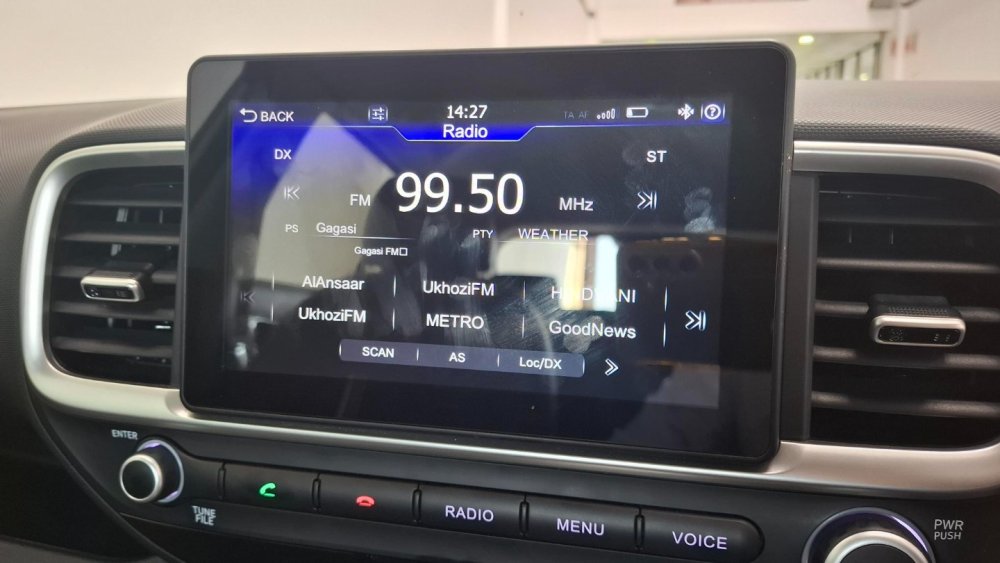 BACK
14:27
TA AF
Radio
DX
ST
FM 99.50 MHz
PS Gagasi
PTY WEATHER
Gagasi FM
AlAnsaar UkhoziFM
UkhoziFM METRO GoodNews
SCAN AS Loc/DX
ENTER
TUNE
FILE
RADIO
MENU
VOICE
PWR
PUSH